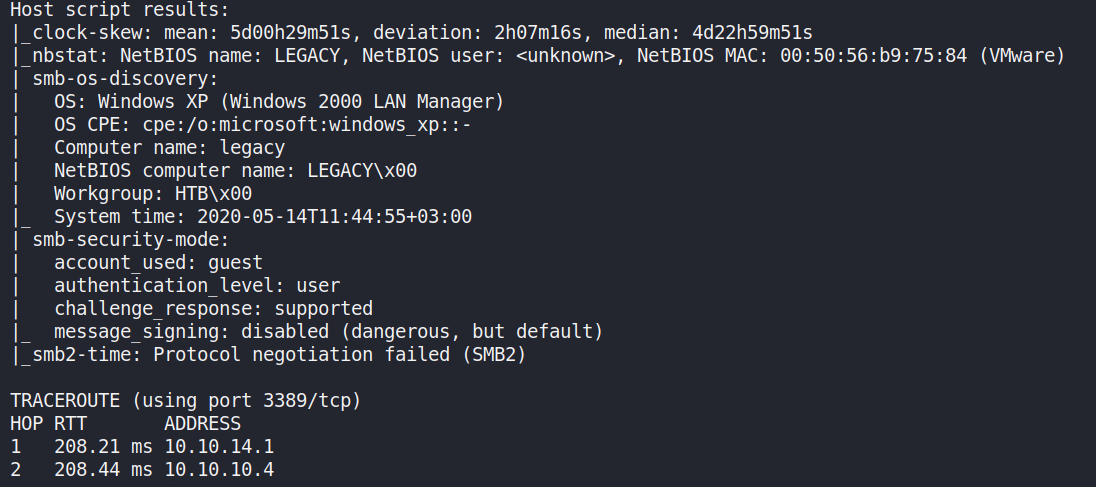 Host script results:
|_clock-skew: mean: 5d00h29m51s, deviation: 2h07m16s, median: 4d22h59m51s
|_nbstat: NetBIOS name: LEGACY, NetBIOS user: <unknown>, NetBIOS MAC: 00:50:56:b9:75:84 (VMware)
| smb-os-discovery:
|   OS: Windows XP (Windows 2000 LAN Manager)
|   OS CPE: cpe:/o:microsoft:windows_xp::-
|   Computer name: legacy
|   NetBIOS computer name: LEGACY\x00
|   Workgroup: HTB\x00
|_  System time: 2020-05-14T11:44:55+03:00
| smb-security-mode:
|   account_used: guest
|   authentication_level: user
|   challenge_response: supported
|_  message_signing: disabled (dangerous, but default)
|_smb2-time: Protocol negotiation failed (SMB2)

TRACEROUTE (using port 3389/tcp)
HOP RTT       ADDRESS
1   208.21 ms 10.10.14.1
2   208.44 ms 10.10.10.4